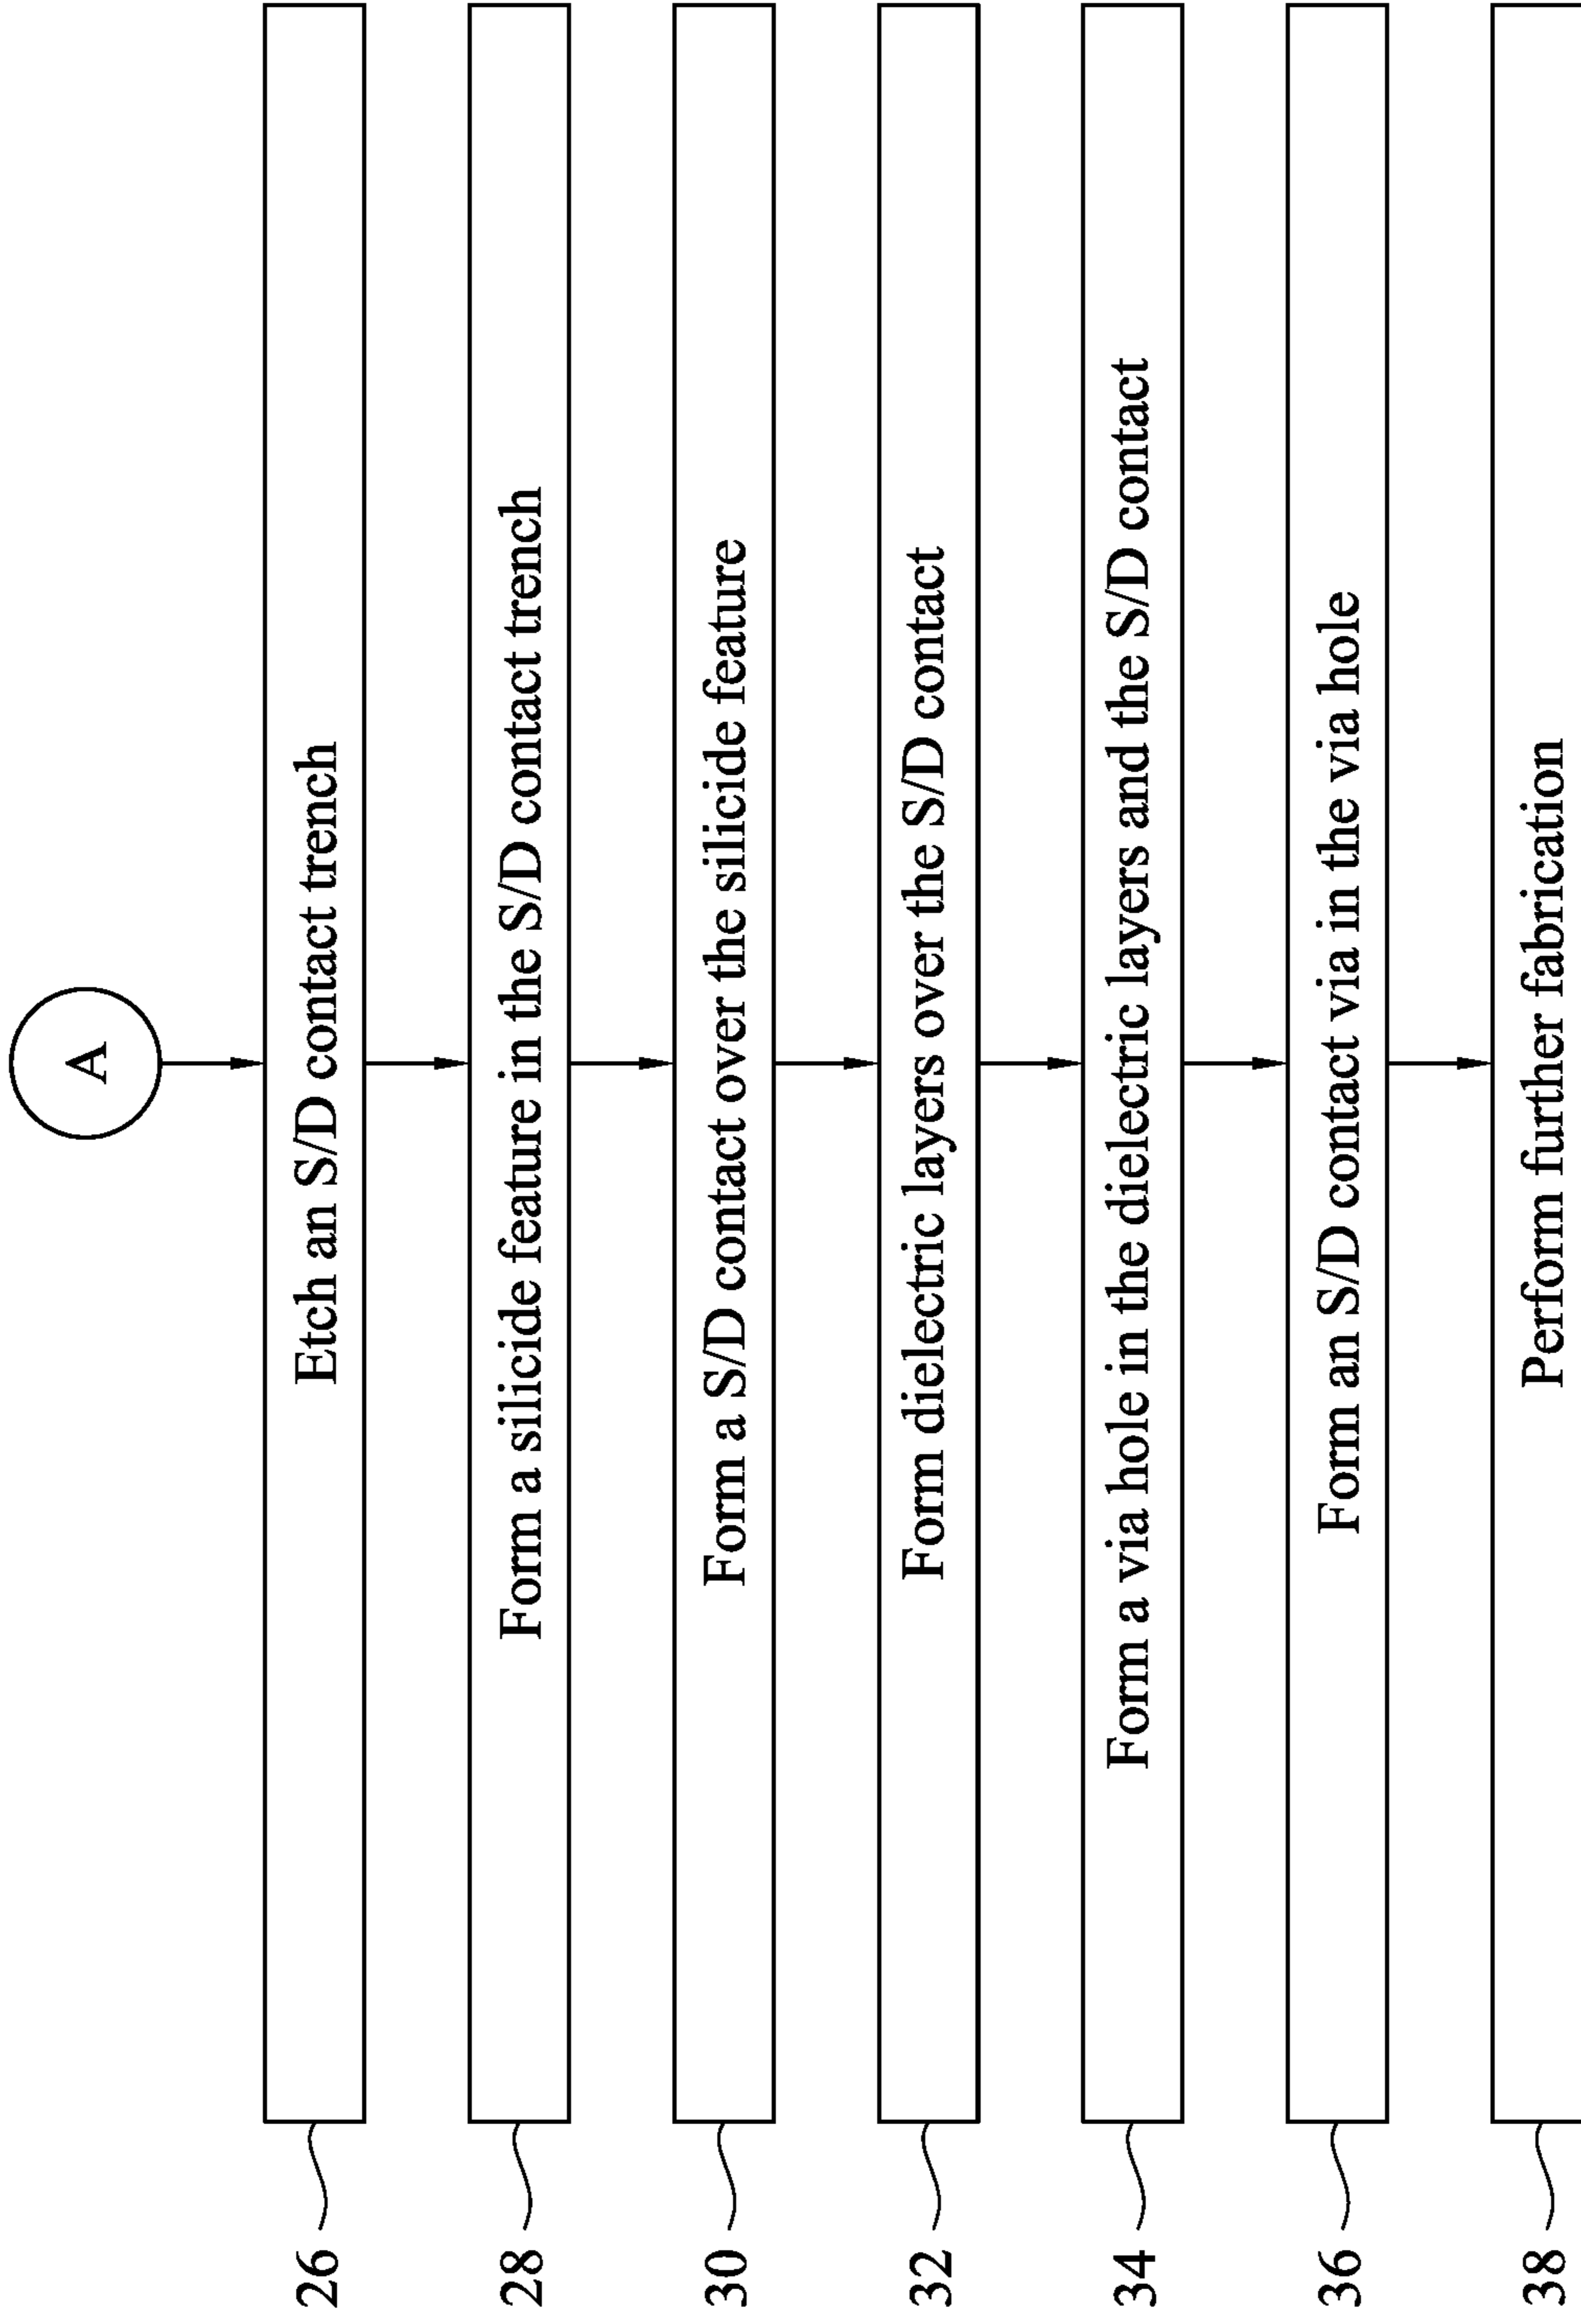 A
26 Etch an S/D contact trench
28 Form a silicide feature in the S/D contact trench
30 Form a S/D contact over the silicide feature
32 Form dielectric layers over the S/D contact
34 Form a via hole in the dielectric layers and the S/D contact
36 Form an S/D contact via in the via hole
38 Perform further fabrication